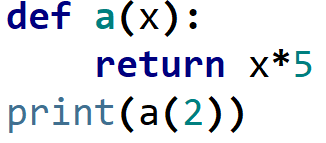 def a(x):
    return x*5
print(a(2))